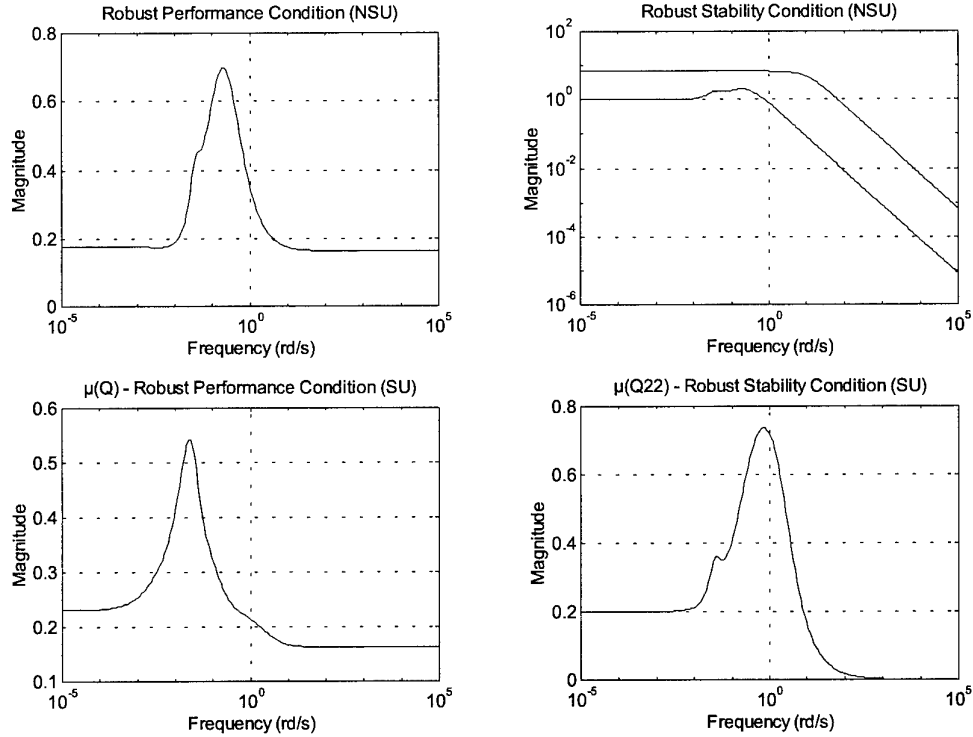 Robust Performance Condition (NSU)
0.8
0.6
0.4
0.2
0
Magnitude
10^-5
10^0
10^5
Frequency (rd/s)
Robust Stability Condition (NSU)
10^2
10^0
10^-2
10^-4
10^-6
Magnitude
10^-5
10^0
10^5
Frequency (rd/s)
µ(Q) - Robust Performance Condition (SU)
0.6
0.5
0.4
0.3
0.2
0.1
Magnitude
10^-5
10^0
10^5
Frequency (rd/s)
µ(Q22) - Robust Stability Condition (SU)
0.8
0.6
0.4
0.2
0
Magnitude
10^-5
10^0
10^5
Frequency (rd/s)